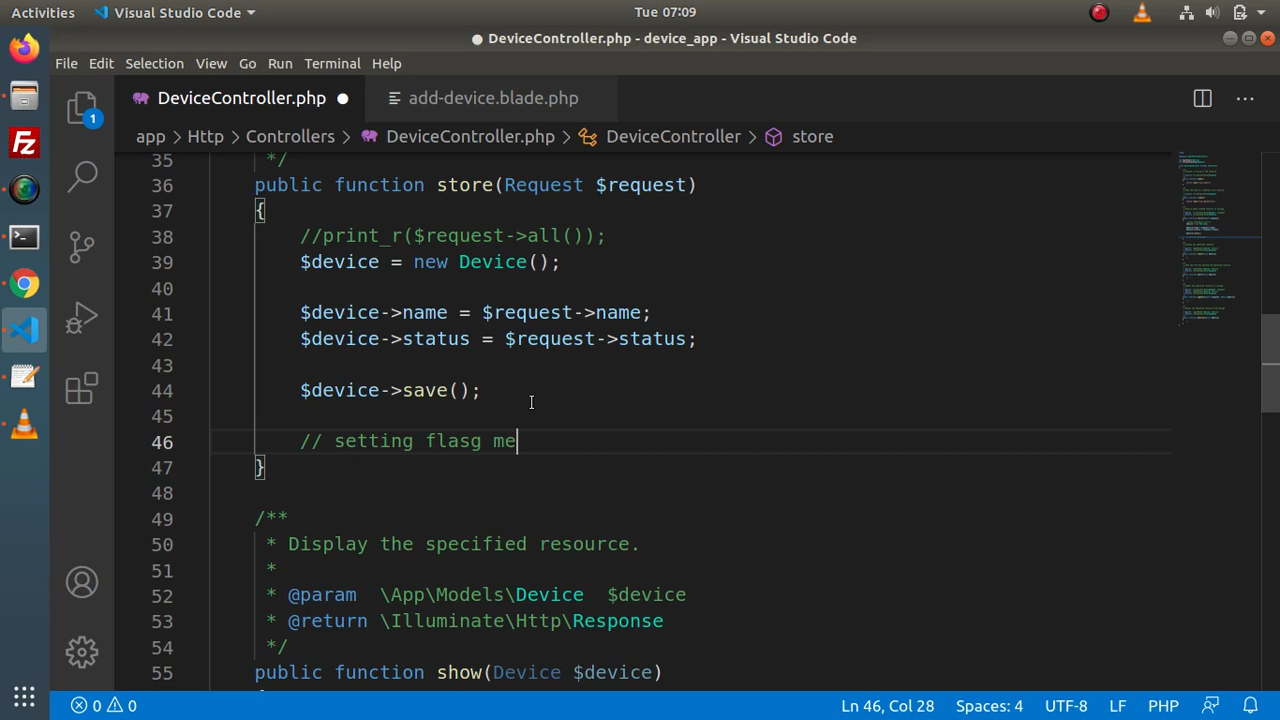 Activities Visual Studio Code Tue 07:09
● DeviceController.php - device_app - Visual Studio Code
File Edit Selection View Go Run Terminal Help
DeviceController.php add-device.blade.php
app > Http > Controllers > DeviceController.php > DeviceController > store
35 */
36 public function store(Request $request)
37 {
38 //print_r($request->all());
39 $device = new Device();
40
41 $device->name = $request->name;
42 $device->status = $request->status;
43
44 $device->save();
45
46 // setting flasg me
47 }
48
49 /**
50 * Display the specified resource.
51 *
52 * @param \App\Models\Device $device
53 * @return \Illuminate\Http\Response
54 */
55 public function show(Device $device)
1
Fz
0 0 Ln 46, Col 28 Spaces: 4 UTF-8 LF PHP